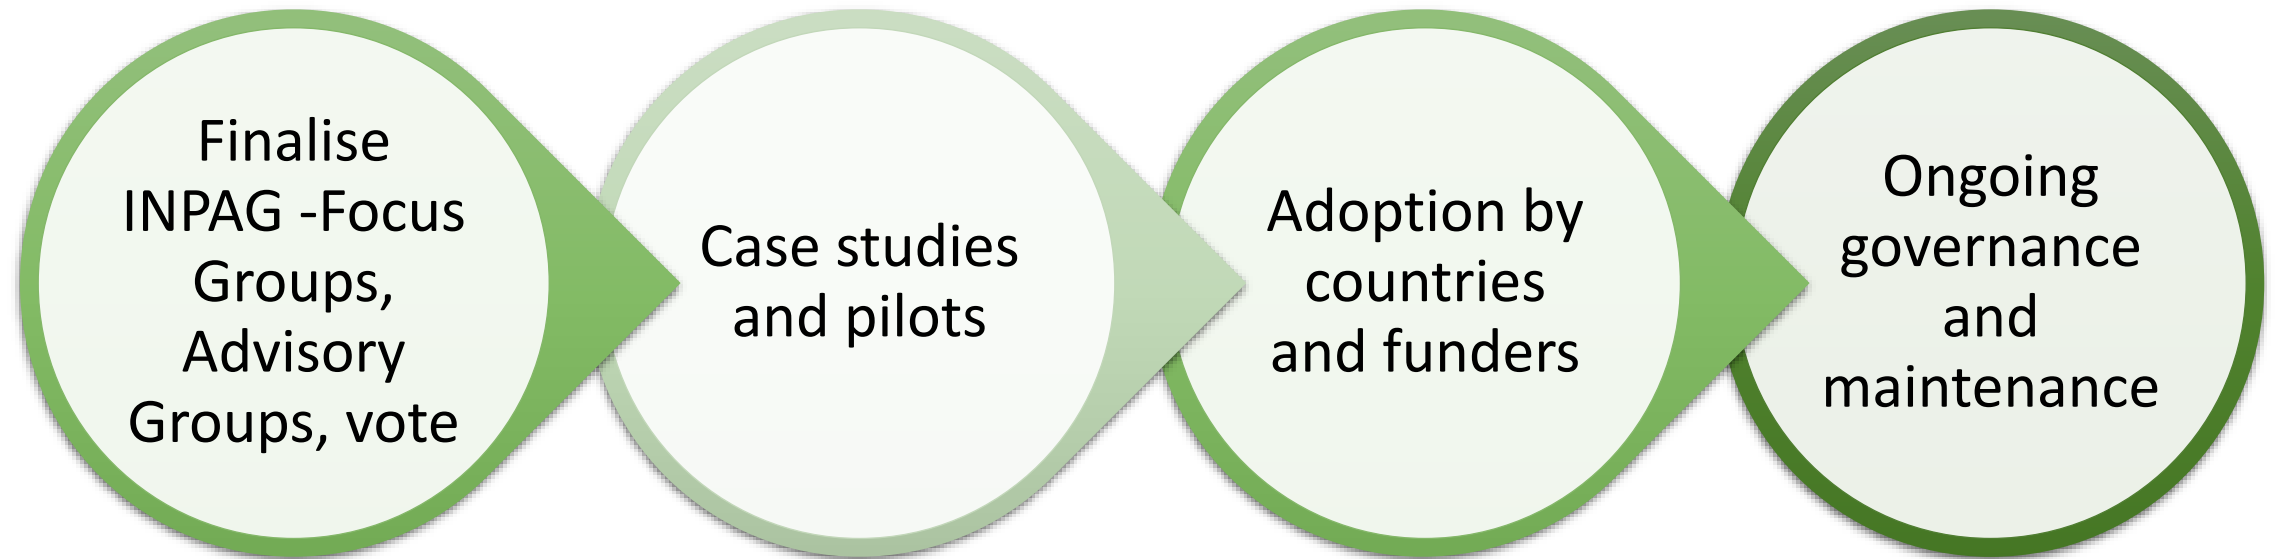 Finalise
INPAG -Focus
Groups,
Advisory
Groups, vote
Case studies
and pilots
Adoption by
countries
and funders
Ongoing
governance
and
maintenance